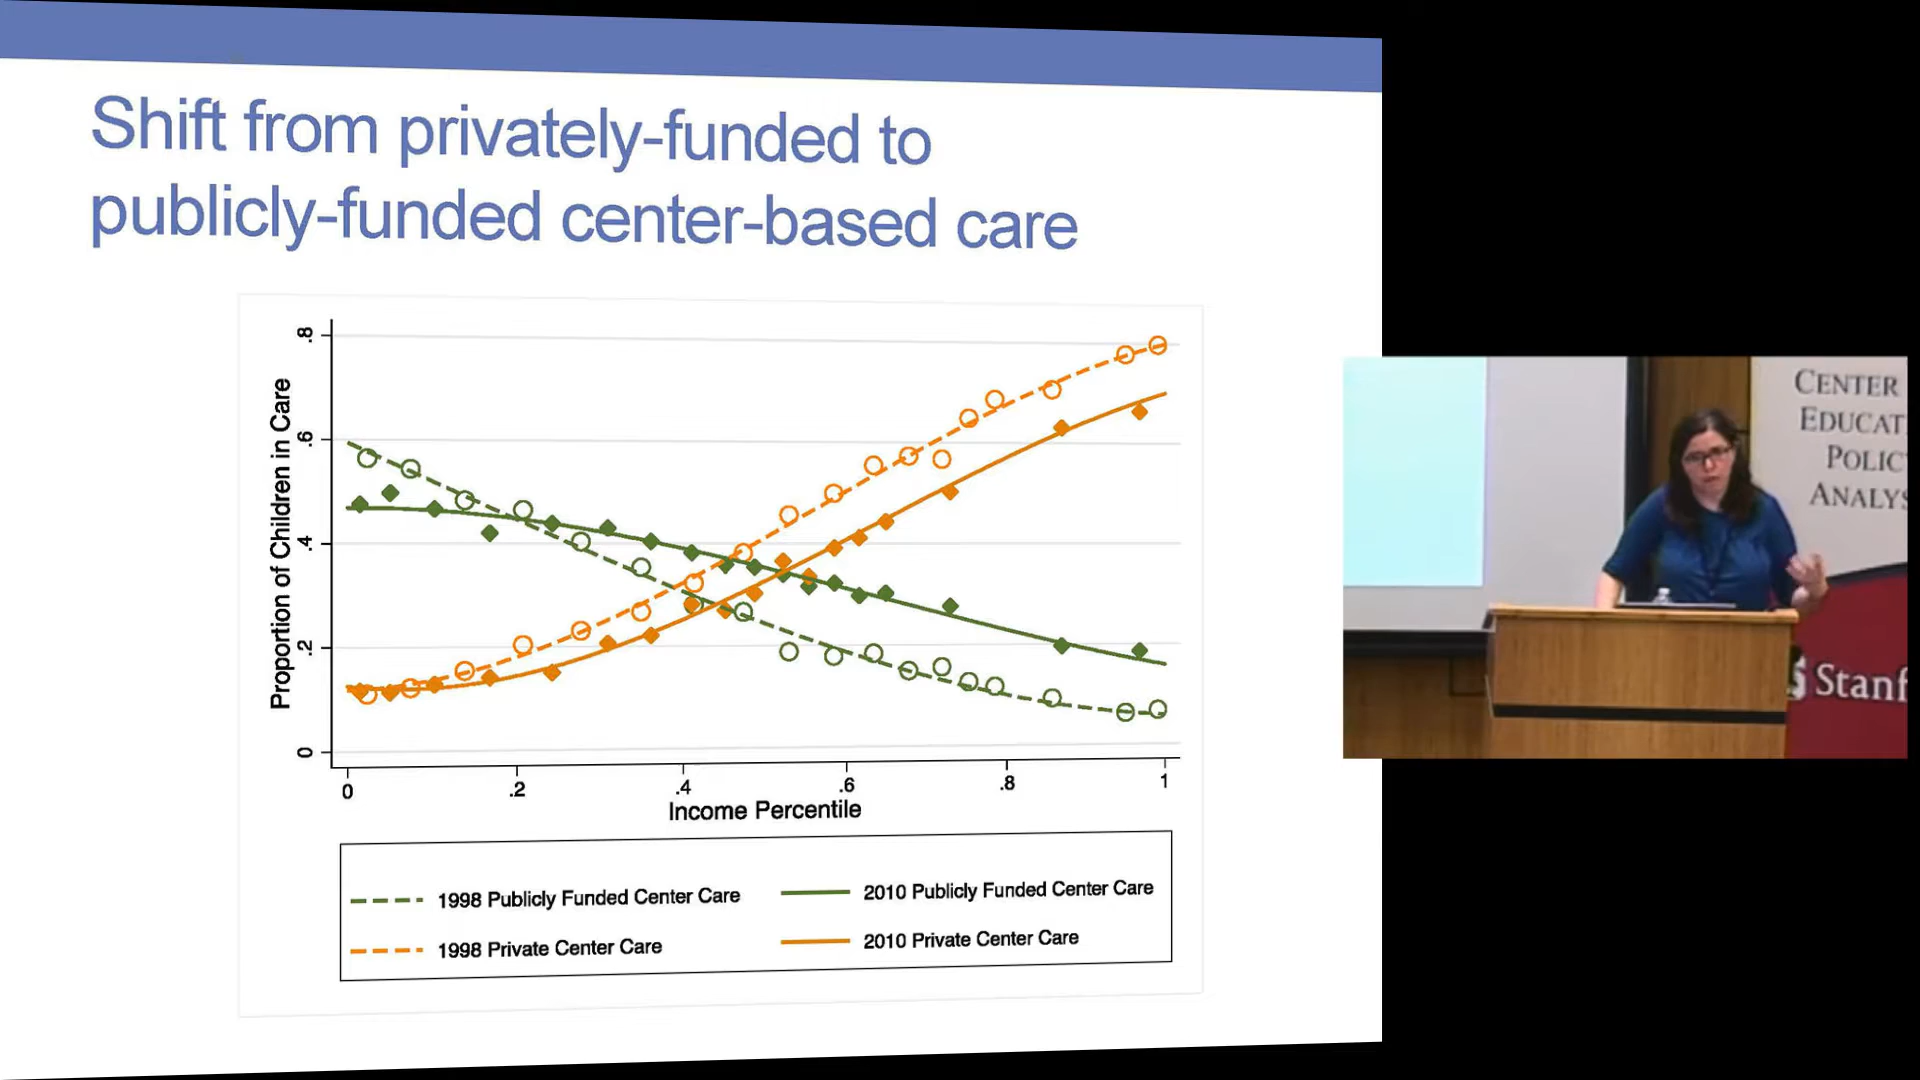 Shift from privately-funded to
publicly-funded center-based care
Proportion of Children in Care
.8
.6
.4
.2
0
0 .2 .4 .6 .8 1
Income Percentile
1998 Publicly Funded Center Care 2010 Publicly Funded Center Care
1998 Private Center Care 2010 Private Center Care
CENTER
EDUCAT
POLIC
ANALYS
Stanf